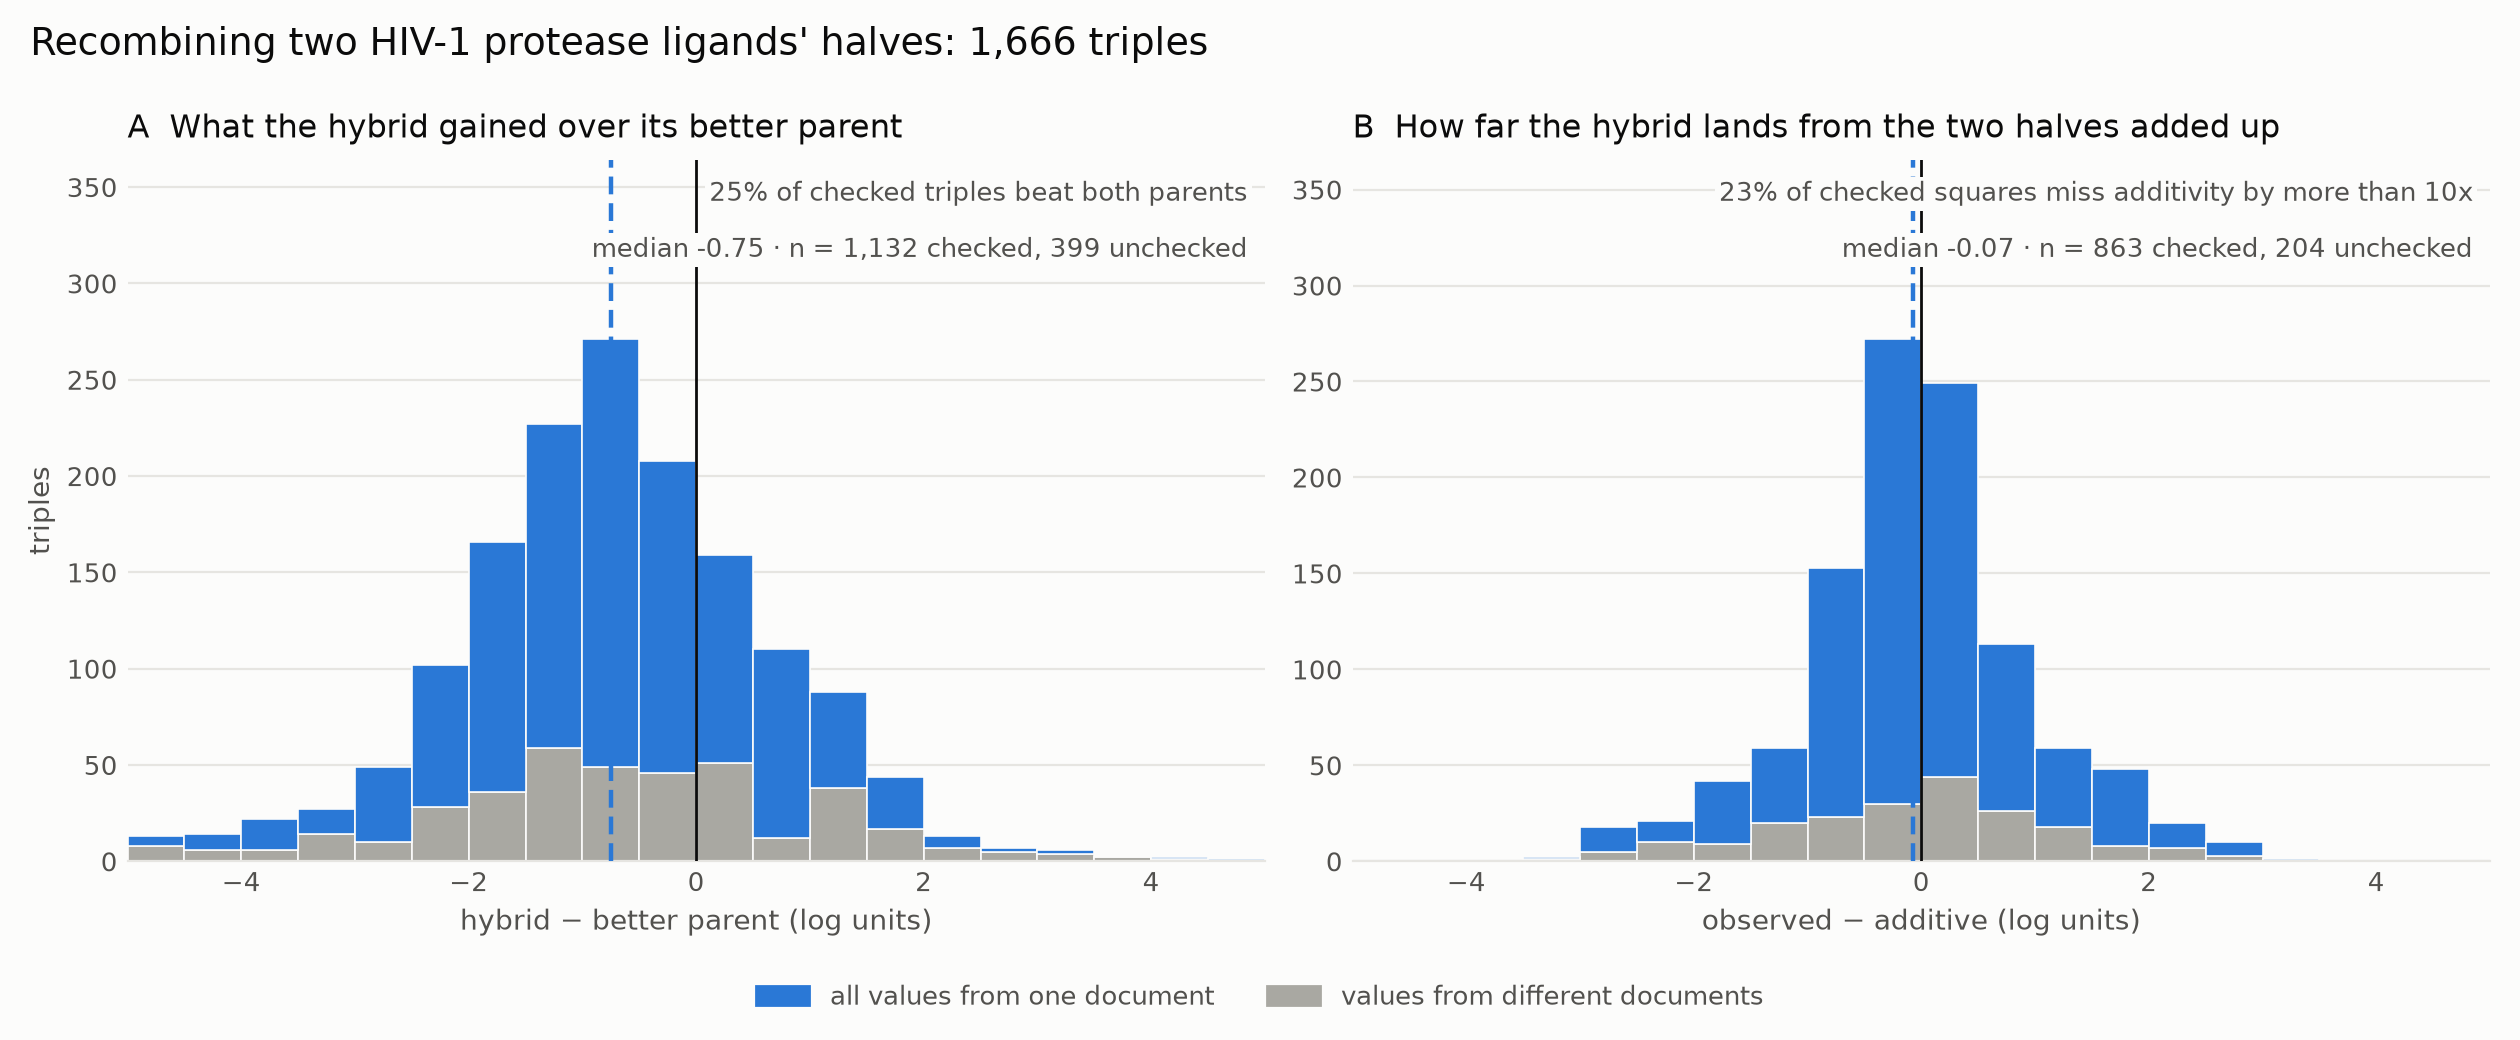 Recombining two HIV-1 protease ligands' halves: 1,666 triples
A What the hybrid gained over its better parent
25% of checked triples beat both parents
median -0.75 · n = 1,132 checked, 399 unchecked
350
300
250
200
150
100
50
0
triples
−4
−2
0
2
4
hybrid − better parent (log units)
B How far the hybrid lands from the two halves added up
23% of checked squares miss additivity by more than 10x
median -0.07 · n = 863 checked, 204 unchecked
350
300
250
200
150
100
50
0
−4
−2
0
2
4
observed − additive (log units)
all values from one document
values from different documents